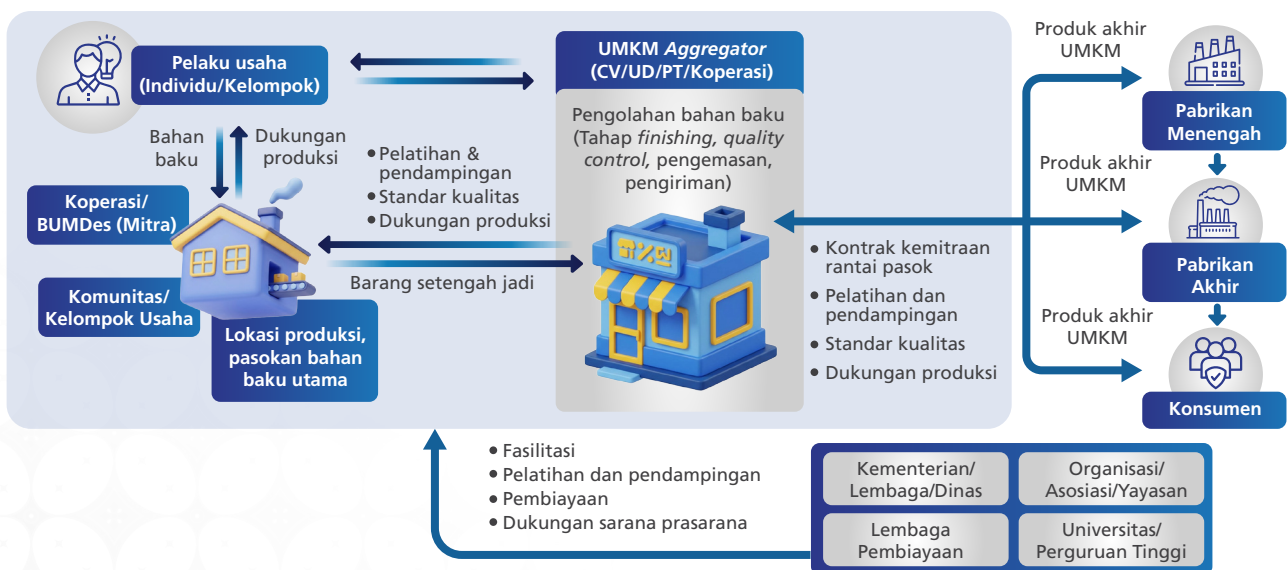 Pelaku usaha
(Individu/Kelompok)
Bahan
baku
Dukungan
produksi
Koperasi/
BUMDes (Mitra)
Komunitas/
Kelompok Usaha
Lokasi produksi,
pasokan bahan
baku utama
• Pelatihan &
pendampingan
• Standar kualitas
• Dukungan produksi
Barang setengah jadi
UMKM Aggregator
(CV/UD/PT/Koperasi)
Pengolahan bahan baku
(Tahap finishing, quality
control, pengemasan,
pengiriman)
• Kontrak kemitraan
rantai pasok
• Pelatihan dan
pendampingan
• Standar kualitas
• Dukungan produksi
Produk akhir
UMKM
Pabrikan
Menengah
Produk akhir
UMKM
Pabrikan
Akhir
Produk akhir
UMKM
Konsumen
• Fasilitasi
• Pelatihan dan pendampingan
• Pembiayaan
• Dukungan sarana prasarana
Kementerian/
Lembaga/Dinas
Organisasi/
Asosiasi/Yayasan
Lembaga
Pembiayaan
Universitas/
Perguruan Tinggi